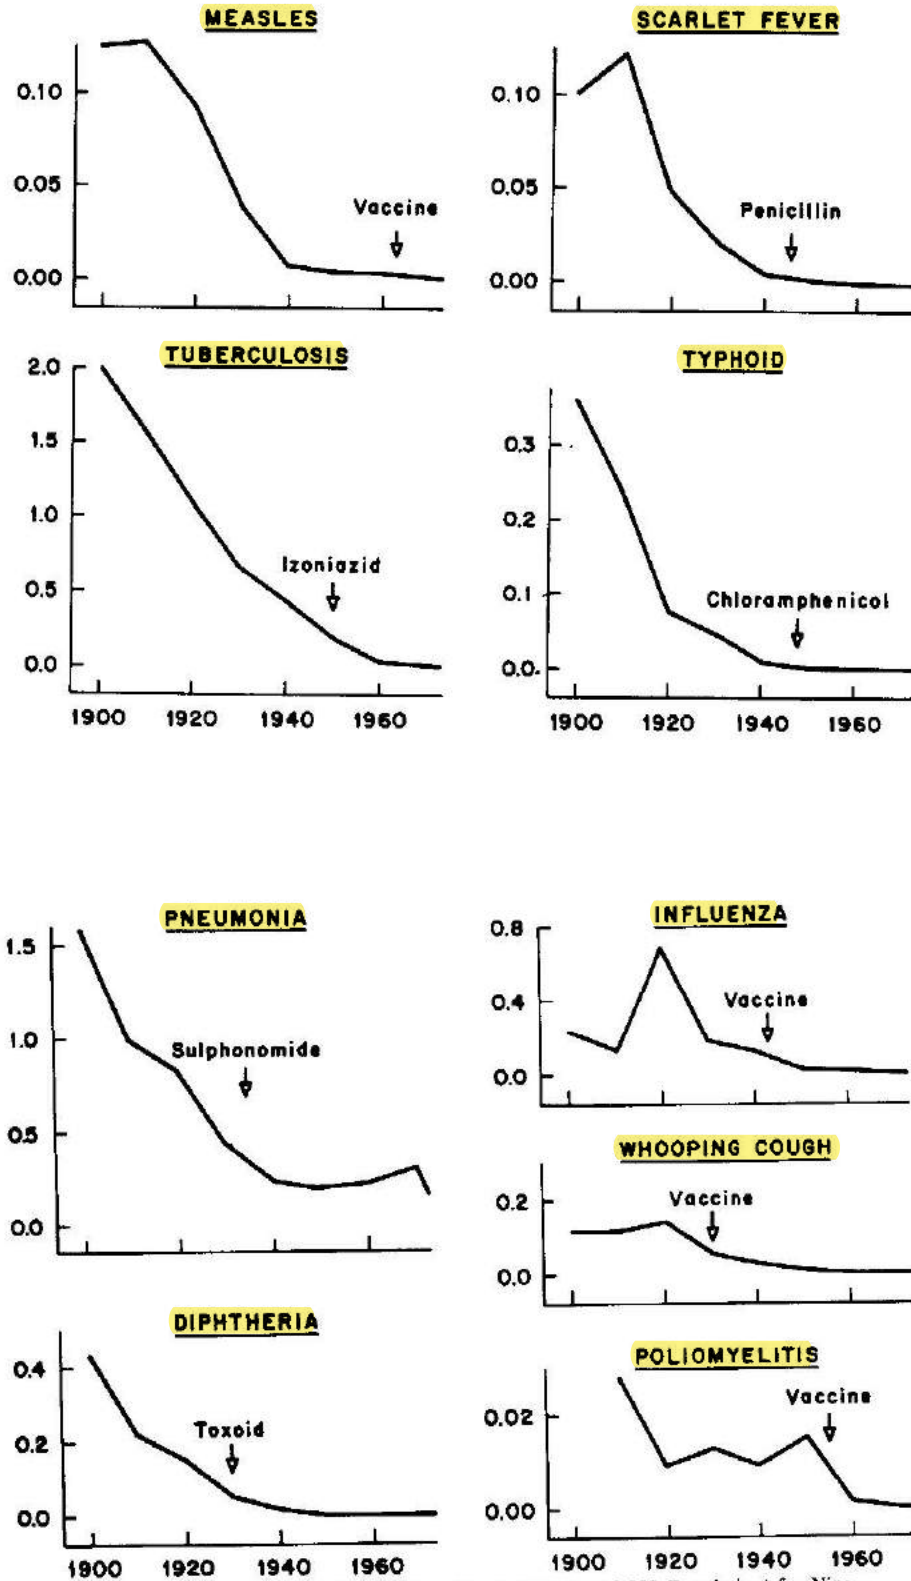 MEASLES
0.10
0.05
0.00
Vaccine
SCARLET FEVER
0.10
0.05
0.00
Penicillin
TUBERCULOSIS
2.0
1.5
1.0
0.5
0.0
Izoniazid
1900 1920 1940 1960
TYPHOID
0.3
0.2
0.1
0.0.
Chloramphenicol
1900 1920 1940 1960
PNEUMONIA
1.5
1.0
0.5
0.0
Sulphonomide
INFLUENZA
0.8
0.4
0.0
Vaccine
WHOOPING COUGH
0.2
0.0
Vaccine
DIPHTHERIA
0.4
0.2
0.0
Toxoid
1900 1920 1940 1960
POLIOMYELITIS
0.02
0.00
Vaccine
1900 1920 1940 1960